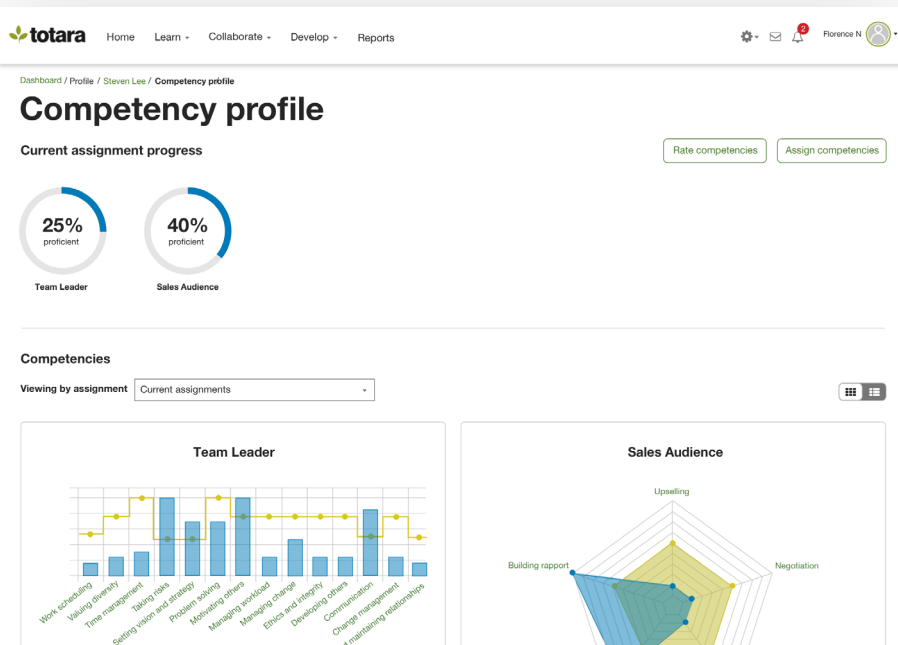 totara
Home Learn Collaborate Develop Reports
2
Florence N
Dashboard / Profile / Steven Lee / Competency profile
Competency profile
Current assignment progress
Rate competencies Assign competencies
25% 40%
proficient proficient
Team Leader Sales Audience
Competencies
Viewing by assignment Current assignments
Team Leader
Work scheduling
Valuing diversity
Time management
Taking risks
Setting vision and strategy
Problem solving
Motivating others
Managing workload
Managing change
Ethics and integrity
Developing others
Communication
Change management
maintaining relationships
Sales Audience
Upselling
Building rapport
Negotiation